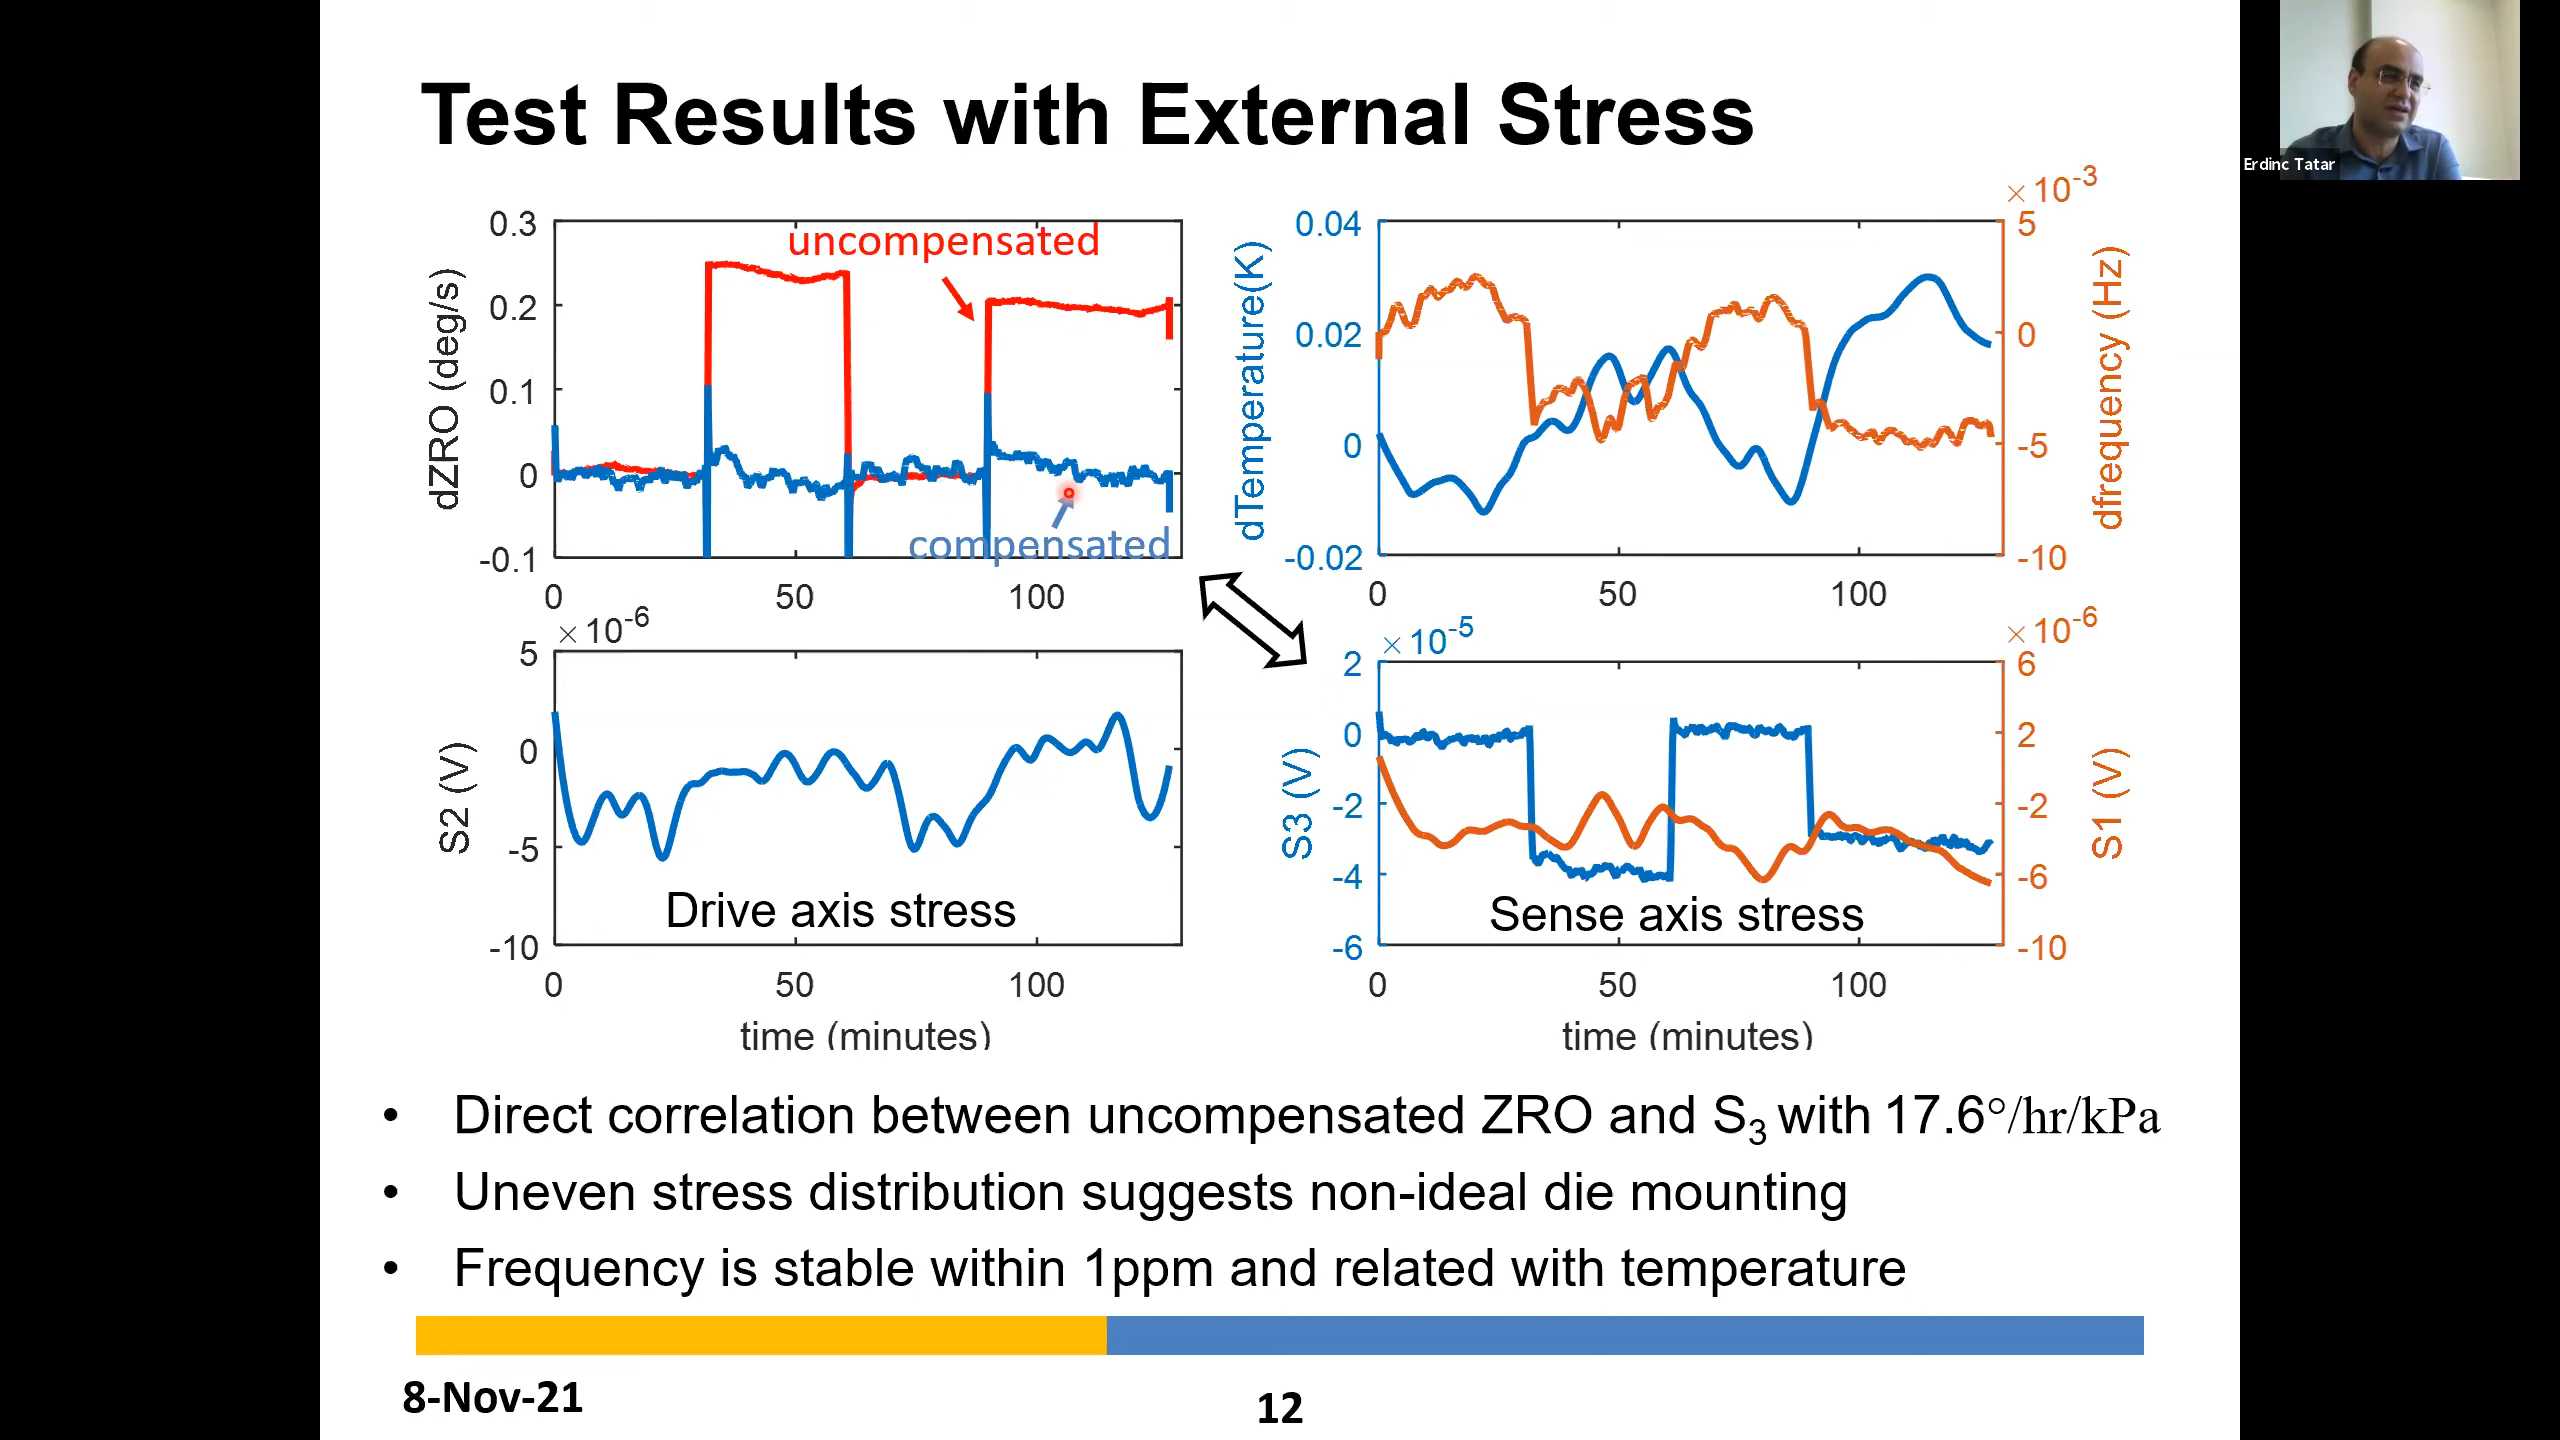 Test Results with External Stress
Erdinc Tatar
uncompensated
compensated
dZRO (deg/s)
0.3
0.2
0.1
0
-0.1
0
50
100
dTemperature(K)
0.04
0.02
0
-0.02
×10-3
5
0
-5
-10
dfrequency (Hz)
0
50
100
×10-6
S2 (V)
5
0
-5
-10
Drive axis stress
0
50
100
time (minutes)
×10-5
S3 (V)
2
0
-2
-4
-6
×10-6
6
2
-2
-6
-10
S1 (V)
Sense axis stress
0
50
100
time (minutes)
• Direct correlation between uncompensated ZRO and S3 with 17.6°/hr/kPa
• Uneven stress distribution suggests non-ideal die mounting
• Frequency is stable within 1ppm and related with temperature
8-Nov-21
12